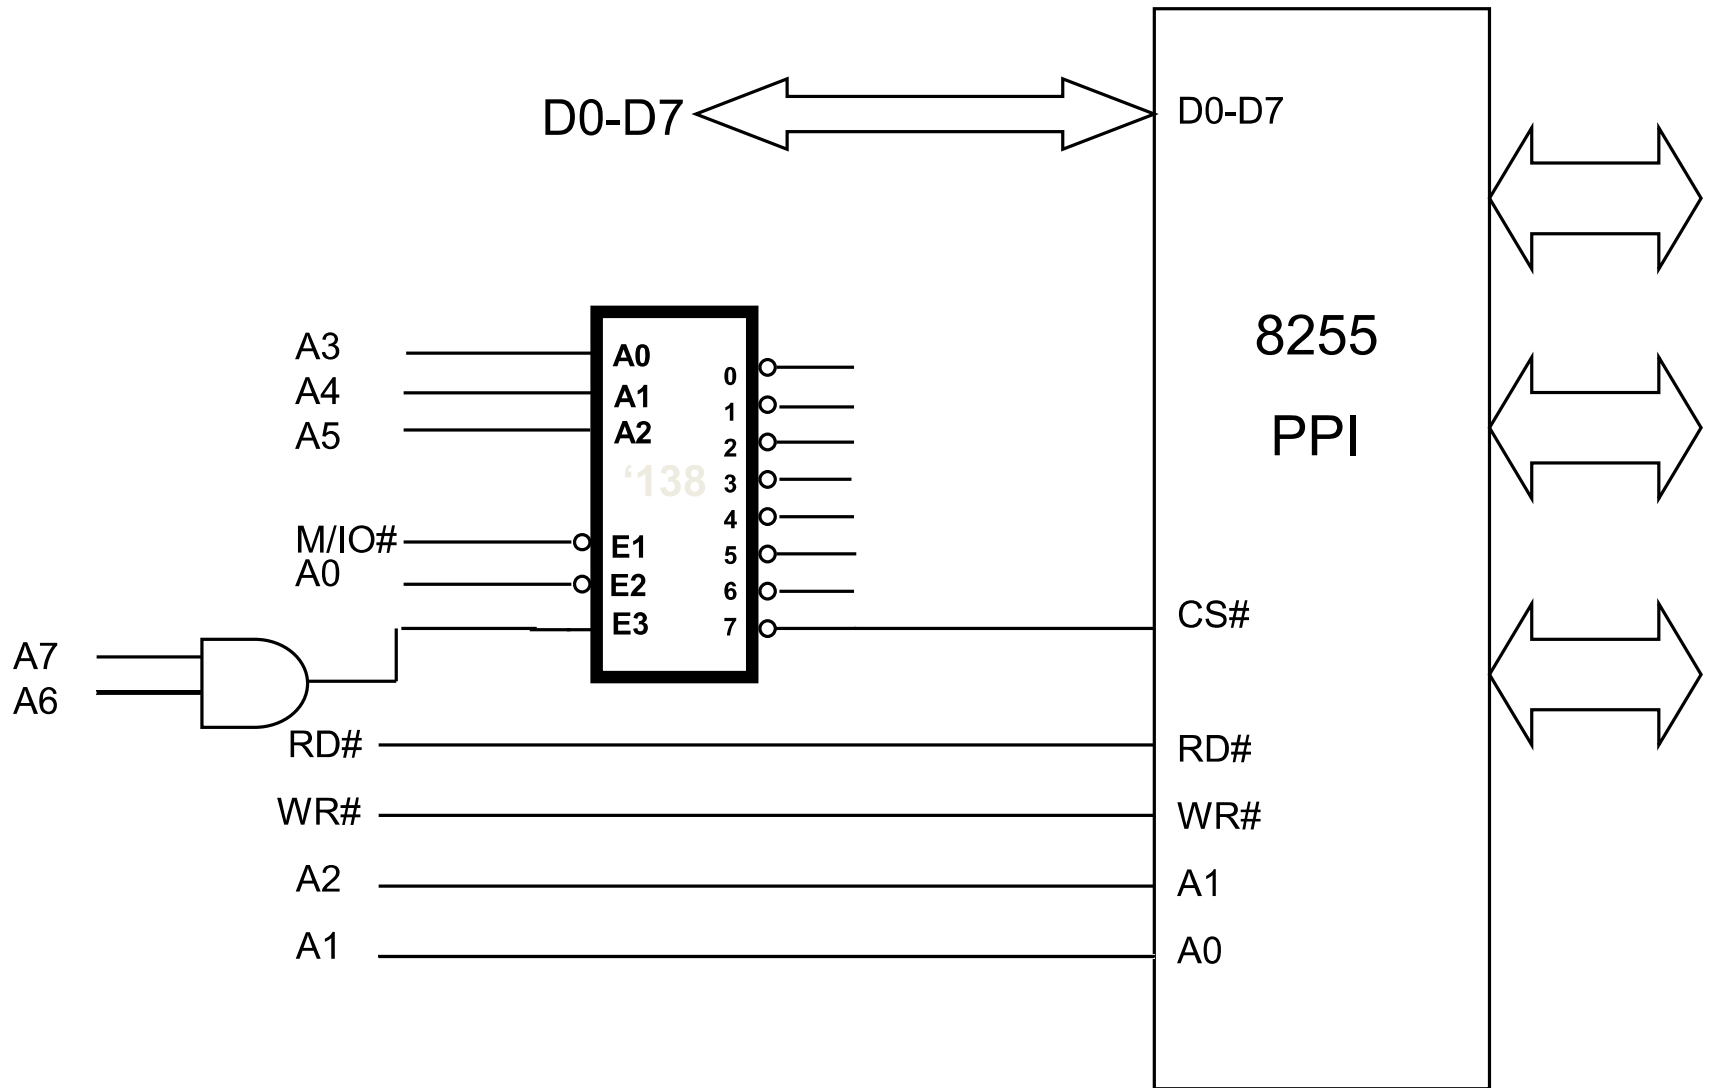 D0-D7
D0-D7
8255
PPI
A3
A4
A5
M/IO#
A0
A0
A1
A2
'138
E1
E2
E3
0
1
2
3
4
5
6
7
CS#
A7
A6
RD#
RD#
WR#
WR#
A2
A1
A1
A0